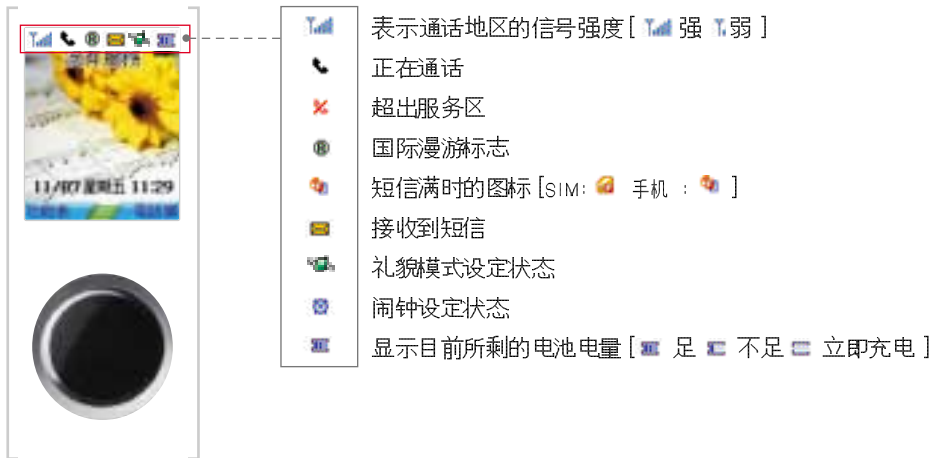 表示通话地区的信号强度 [ 强 弱 ]
正在通话
超出服务区
国际漫游标志
短信满时的图标 [SIM: 手机 : ]
接收到短信
礼貌模式设定状态
闹钟设定状态
显示目前所剩的电池电量 [ 足 不足 立即充电 ]
11/07 星期五 11:29